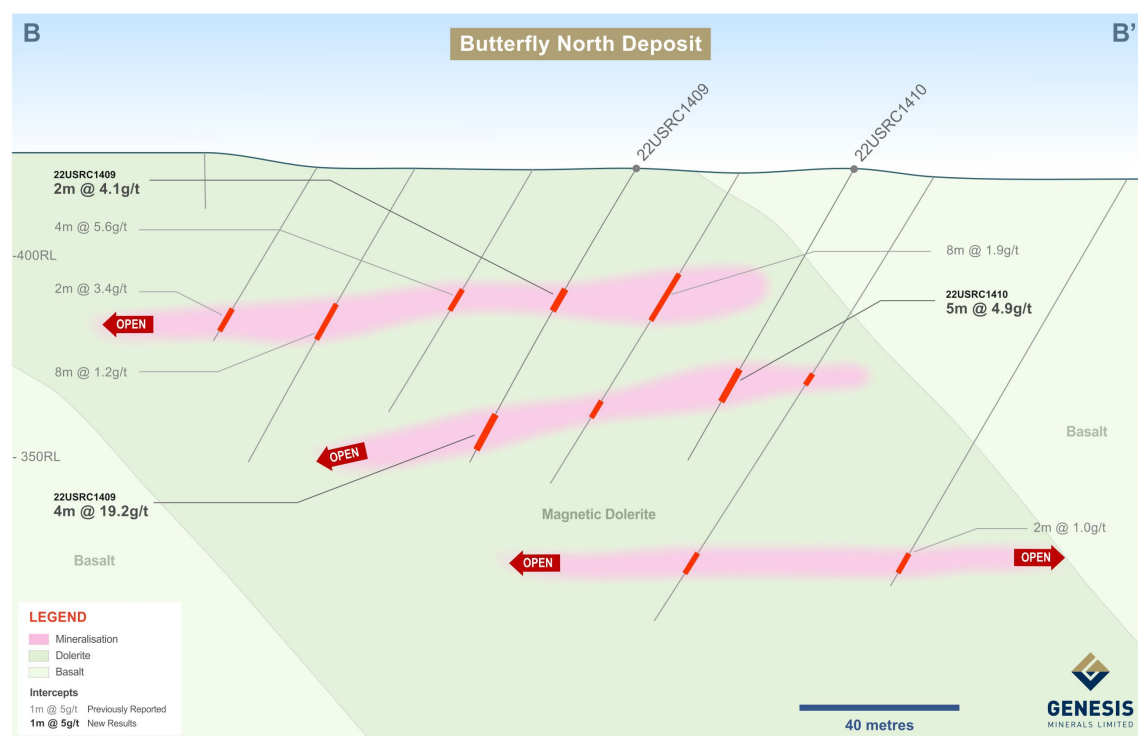 B
Butterfly North Deposit
B’
22USRC1409
22USRC1410
22USRC1409
2m @ 4.1g/t
4m @ 5.6g/t
8m @ 1.9g/t
-400RL
2m @ 3.4g/t
22USRC1410
5m @ 4.9g/t
OPEN
8m @ 1.2g/t
Basalt
- 350RL
OPEN
22USRC1409
4m @ 19.2g/t
Magnetic Dolerite
2m @ 1.0g/t
Basalt
OPEN
OPEN
LEGEND
Mineralisation
Dolerite
Basalt
Intercepts
1m @ 5g/t Previously Reported
1m @ 5g/t New Results
40 metres
GENESIS
MINERALS LIMITED